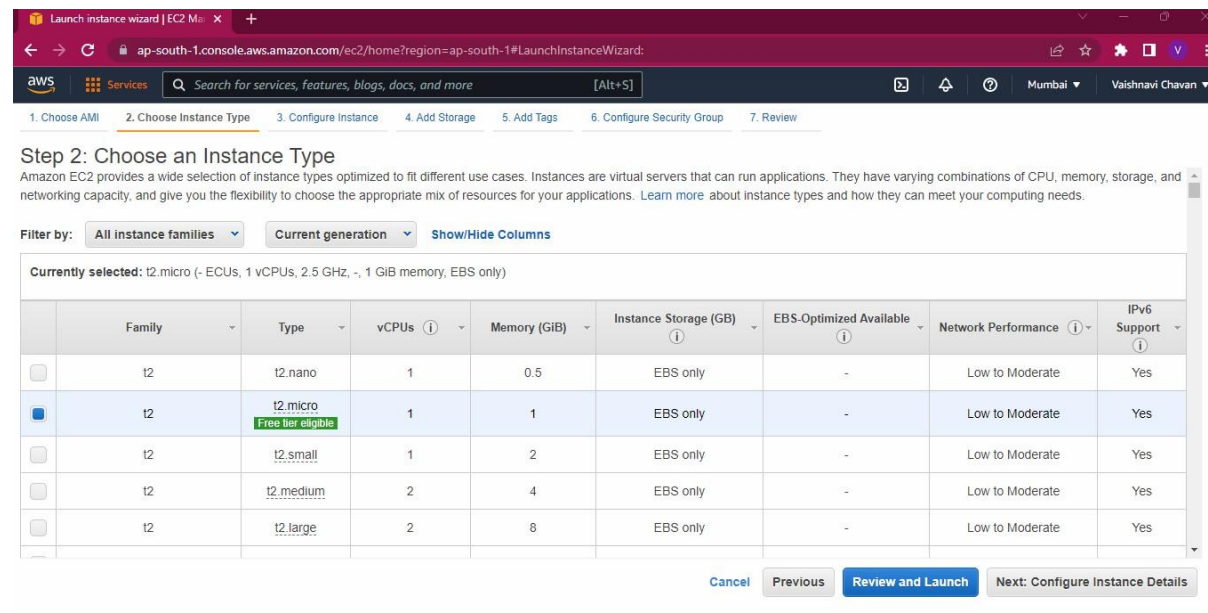 Launch instance wizard | EC2 Ma
ap-south-1.console.aws.amazon.com/ec2/home?region=ap-south-1#LaunchInstanceWizard:
V
aws Services Search for services, features, blogs, docs, and more [Alt+S] Mumbai Vaishnavi Chavan
1. Choose AMI 2. Choose Instance Type 3. Configure Instance 4. Add Storage 5. Add Tags 6. Configure Security Group 7. Review
Step 2: Choose an Instance Type
Amazon EC2 provides a wide selection of instance types optimized to fit different use cases. Instances are virtual servers that can run applications. They have varying combinations of CPU, memory, storage, and
networking capacity, and give you the flexibility to choose the appropriate mix of resources for your applications. Learn more about instance types and how they can meet your computing needs.
Filter by: All instance families Current generation Show/Hide Columns
Currently selected: t2.micro (- ECUs, 1 vCPUs, 2.5 GHz, -, 1 GiB memory, EBS only)
Family Type vCPUs Memory (GiB) Instance Storage (GB) EBS-Optimized Available Network Performance IPv6 Support
t2 t2.nano 1 0.5 EBS only - Low to Moderate Yes
t2 t2.micro 1 1 EBS only - Low to Moderate Yes
Free tier eligible
t2 t2.small 1 2 EBS only - Low to Moderate Yes
t2 t2.medium 2 4 EBS only - Low to Moderate Yes
t2 t2.large 2 8 EBS only - Low to Moderate Yes
Cancel Previous Review and Launch Next: Configure Instance Details